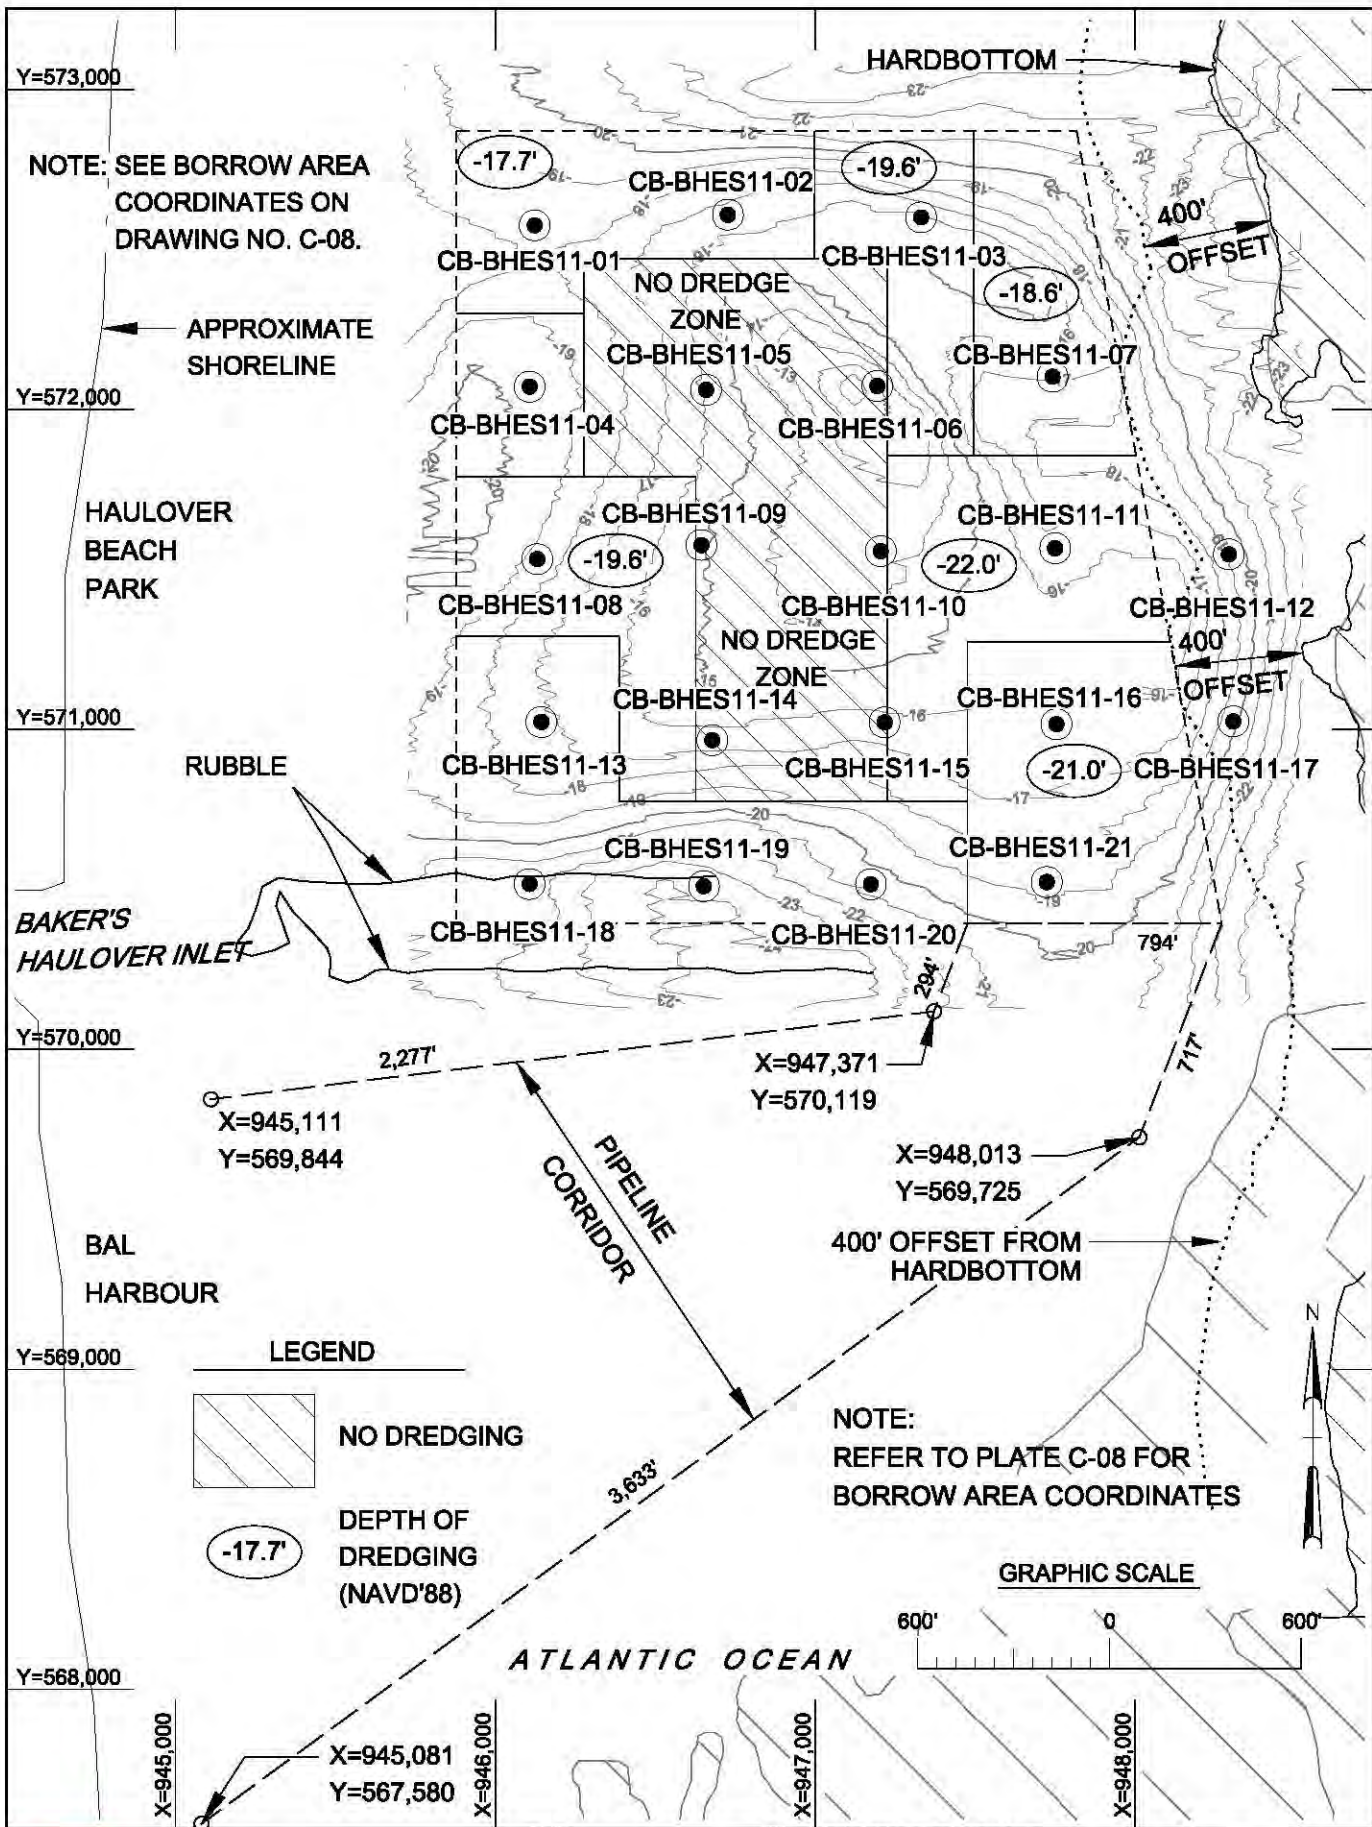 HARDBOTTOM
Y=573,000
NOTE: SEE BORROW AREA
COORDINATES ON
DRAWING NO. C-08.
-17.7'
CB-BHES11-02
-19.6'
400'
OFFSET
CB-BHES11-01
CB-BHES11-03
NO DREDGE
ZONE
-18.6'
APPROXIMATE
SHORELINE
CB-BHES11-05
CB-BHES11-07
Y=572,000
CB-BHES11-04
CB-BHES11-06
HAULOVER
BEACH
PARK
CB-BHES11-09
CB-BHES11-11
-19.6'
-22.0'
CB-BHES11-08
CB-BHES11-10
CB-BHES11-12
NO DREDGE
ZONE
400'
OFFSET
CB-BHES11-14
CB-BHES11-16
Y=571,000
RUBBLE
CB-BHES11-13
CB-BHES11-15
-21.0'
CB-BHES11-17
CB-BHES11-19
CB-BHES11-21
BAKER'S
HAULOVER INLET
CB-BHES11-18
CB-BHES11-20
794'
294'
717'
Y=570,000
2,277'
X=947,371
Y=570,119
X=945,111
Y=569,844
PIPELINE
CORRIDOR
X=948,013
Y=569,725
BAL
HARBOUR
400' OFFSET FROM
HARDBOTTOM
N
Y=569,000
LEGEND
NO DREDGING
NOTE:
REFER TO PLATE C-08 FOR
BORROW AREA COORDINATES
3,633'
-17.7'
DEPTH OF
DREDGING
(NAVD'88)
GRAPHIC SCALE
600' 0 600'
ATLANTIC OCEAN
Y=568,000
X=945,000
X=946,000
X=947,000
X=948,000
X=945,081
Y=567,580